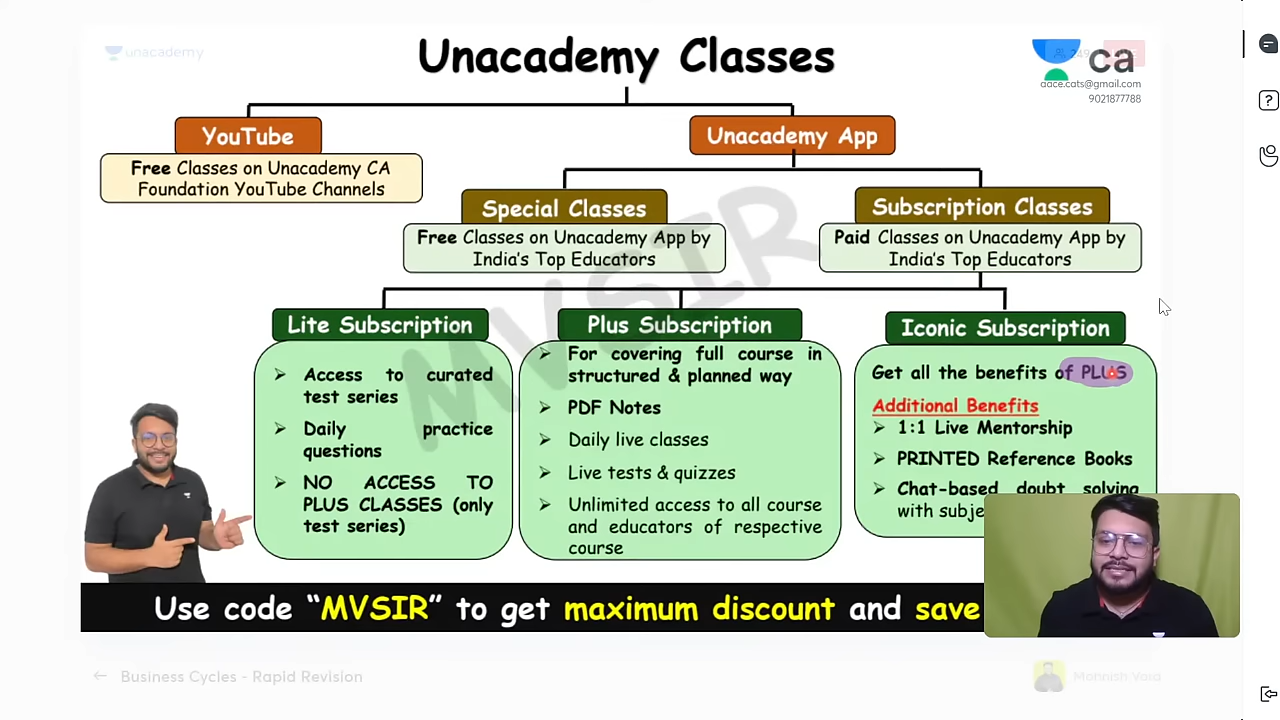 unacademy
Unacademy Classes
ca
aace.cats@gmail.com
9021877788
YouTube
Free Classes on Unacademy CA
Foundation YouTube Channels
Unacademy App
Special Classes
Free Classes on Unacademy App by
India's Top Educators
Subscription Classes
Paid Classes on Unacademy App by
India's Top Educators
Lite Subscription
➢ Access to curated
test series
➢ Daily practice
questions
➢ NO ACCESS TO
PLUS CLASSES (only
test series)
Plus Subscription
➢ For covering full course in
structured & planned way
➢ PDF Notes
➢ Daily live classes
➢ Live tests & quizzes
➢ Unlimited access to all course
and educators of respective
course
Iconic Subscription
Get all the benefits of PLUS
Additional Benefits
➢ 1:1 Live Mentorship
➢ PRINTED Reference Books
➢ Chat-based doubt solving
with
MVSIR
Use code “MVSIR” to get maximum discount and save
← Business Cycles - Rapid Revision
Monnish Vora